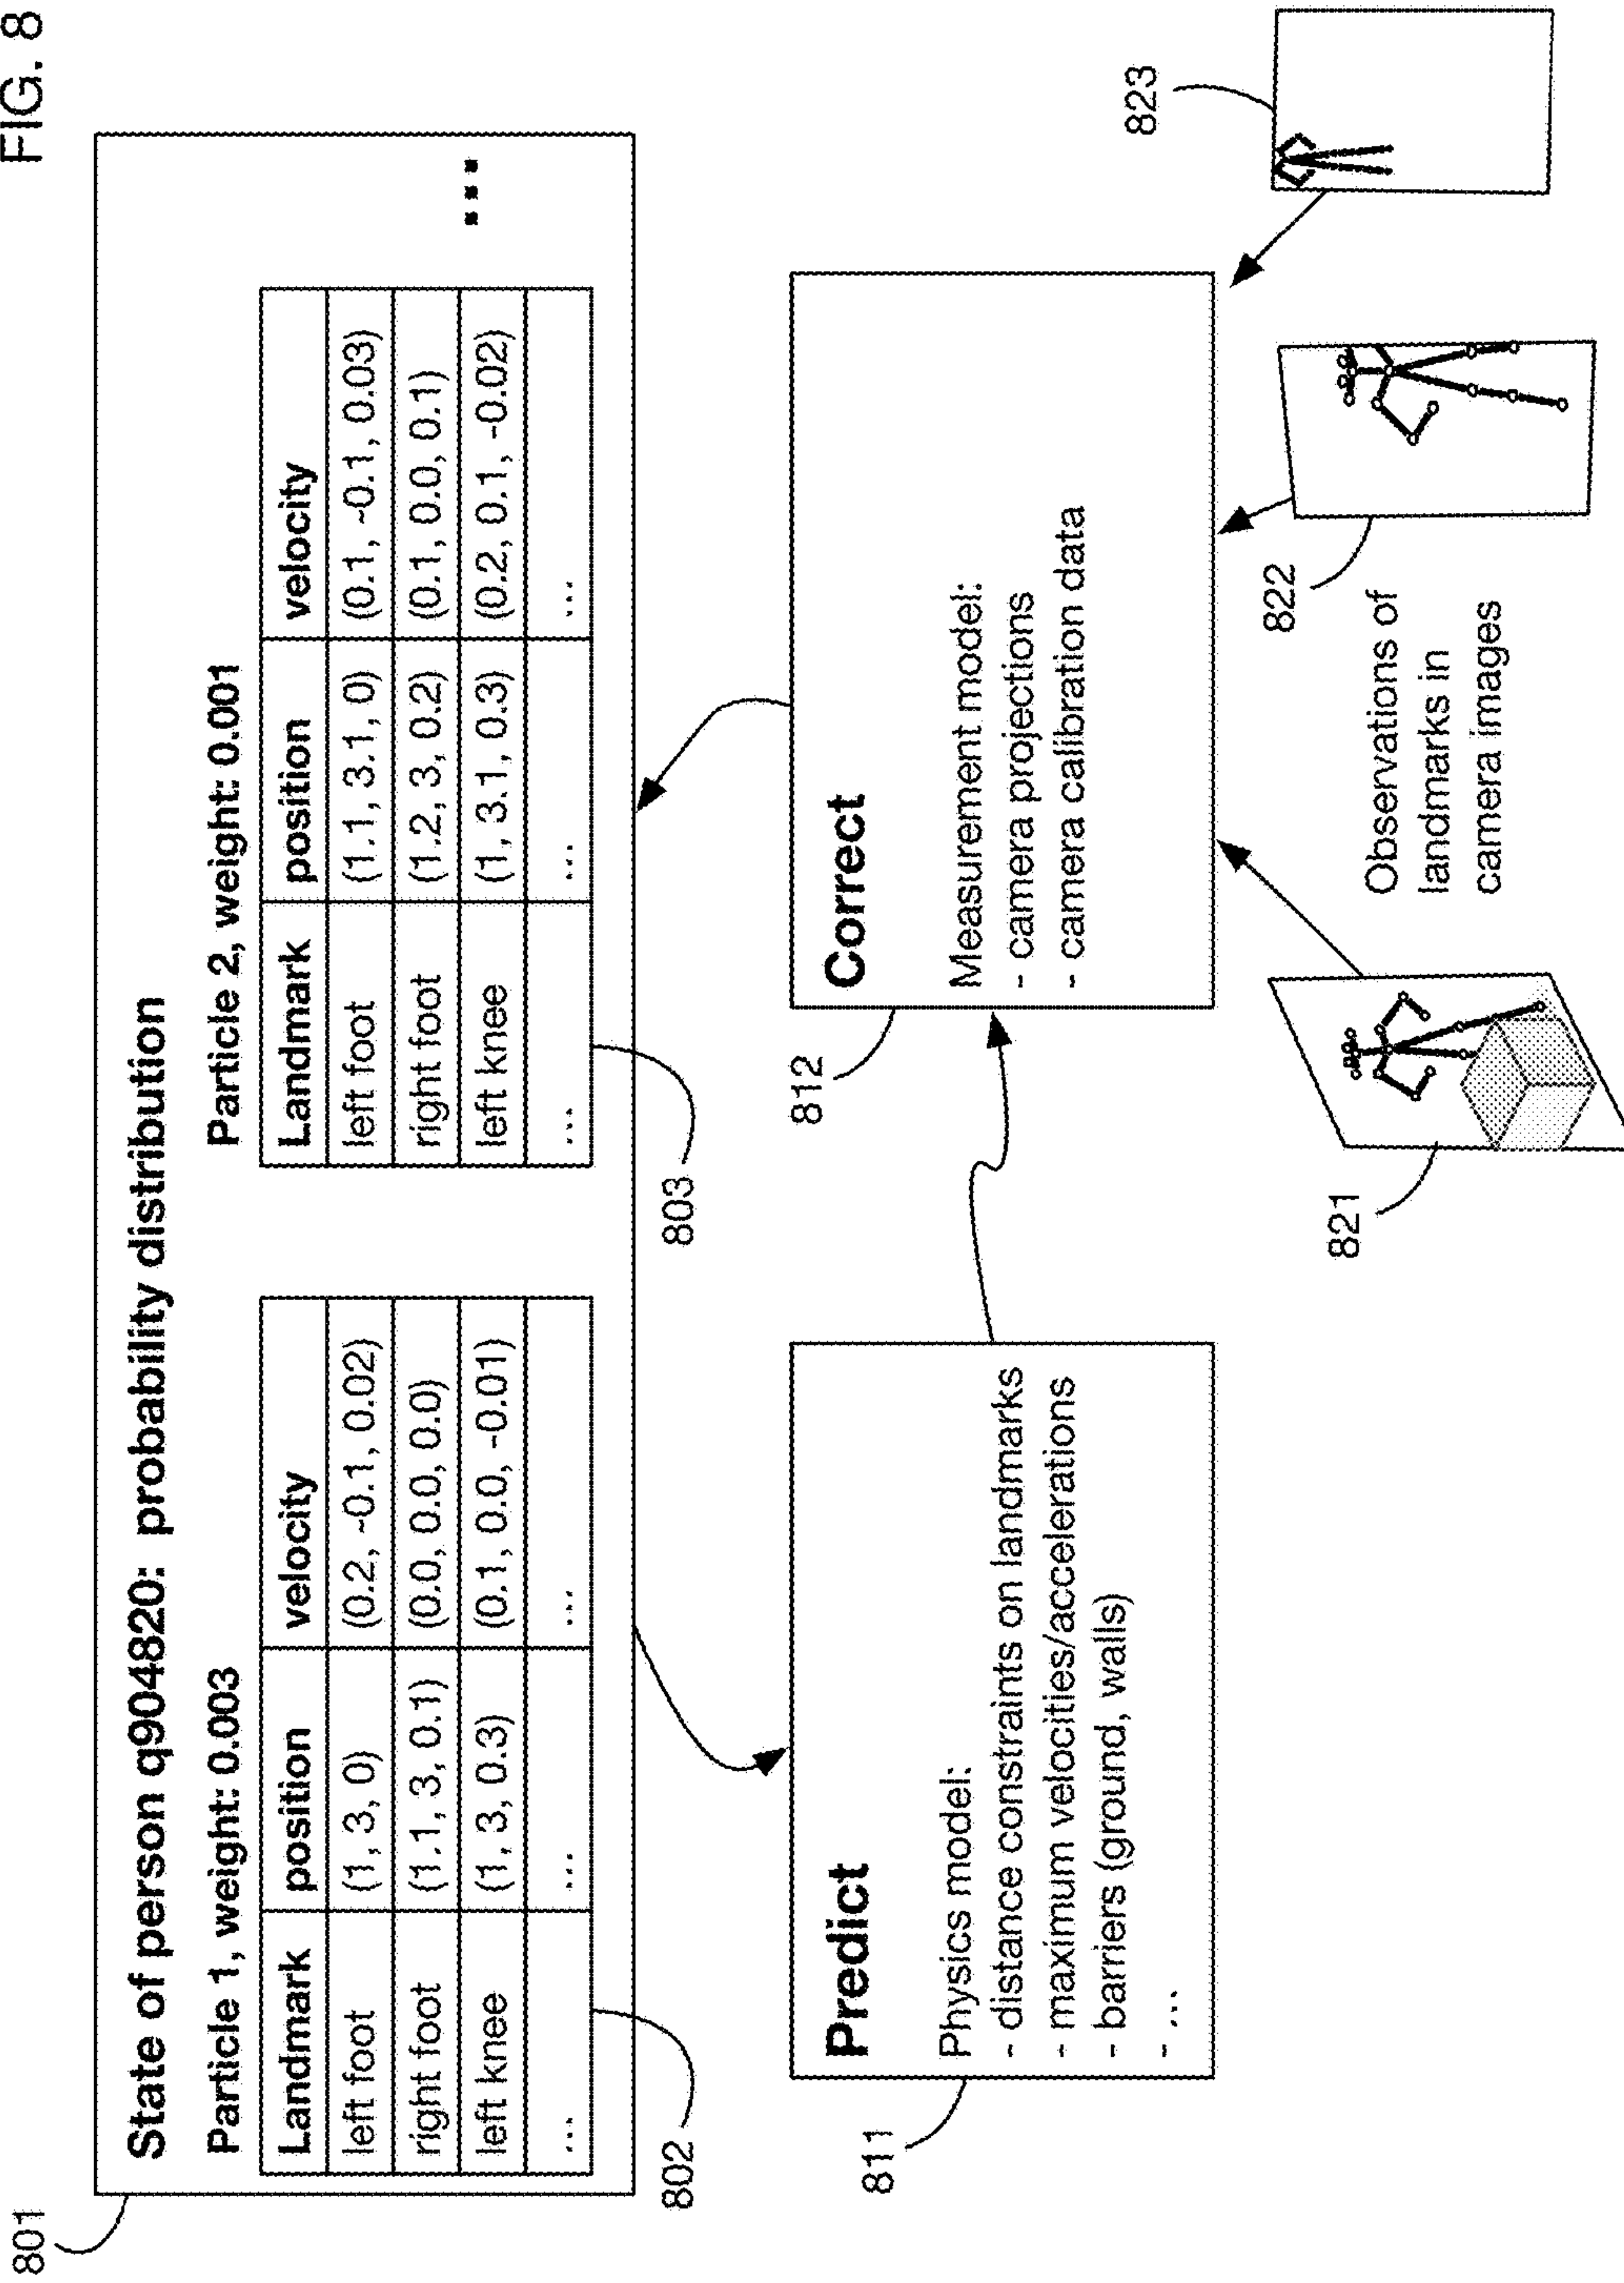 FIG. 8
801
State of person q904820: probability distribution
Particle 1, weight: 0.003
Landmark position velocity
left foot (1, 3, 0) (0.2, -0.1, 0.02)
right foot (1.1, 3, 0.1) (0.0, 0.0, 0.0)
left knee (1, 3, 0.3) (0.1, 0.0, -0.01)
... ... ...
802
Particle 2, weight: 0.001
Landmark position velocity
left foot (1.1, 3.1, 0) (0.1, -0.1, 0.03)
right foot (1.2, 3, 0.2) (0.1, 0.0, 0.1)
left knee (1, 3.1, 0.3) (0.2, 0.1, -0.02)
... ... ...
803
...
811
Predict
Physics model:
- distance constraints on landmarks
- maximum velocities/accelerations
- barriers (ground, walls)
- ...
812
Correct
Measurement model:
- camera projections
- camera calibration data
821
Observations of
landmarks in
camera images
822
823